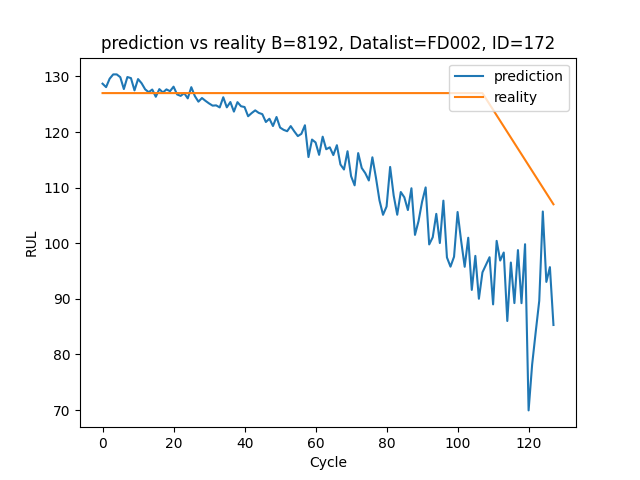 prediction vs reality B=8192, Datalist=FD002, ID=172
prediction
reality
130
120
110
100
90
80
70
RUL
0 20 40 60 80 100 120
Cycle